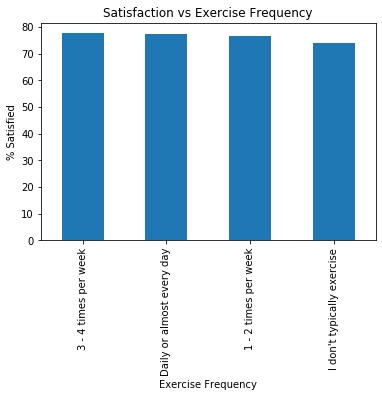 Satisfaction vs Exercise Frequency
% Satisfied
80
70
60
50
40
30
20
10
0
3 - 4 times per week
Daily or almost every day
1 - 2 times per week
I don't typically exercise
Exercise Frequency